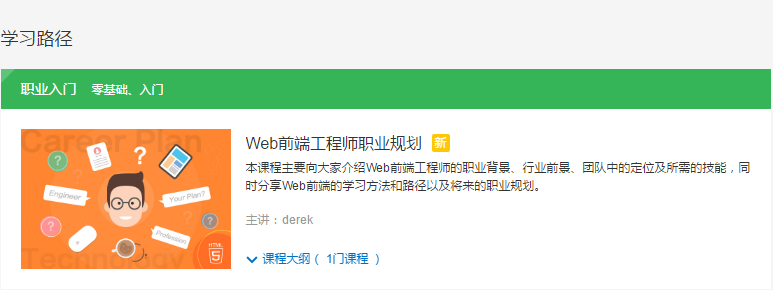 学习路径
职业入门 零基础、入门
Career Plan
?
?
?
?
Engineer
Your Plan?
Profession
HTML
5
Technology
Web前端工程师职业规划 新
本课程主要向大家介绍Web前端工程师的职业背景、行业前景、团队中的定位及所需的技能，同
时分享Web前端的学习方法和路径以及将来的职业规划。
主讲：derek
课程大纲（ 1门课程 ）